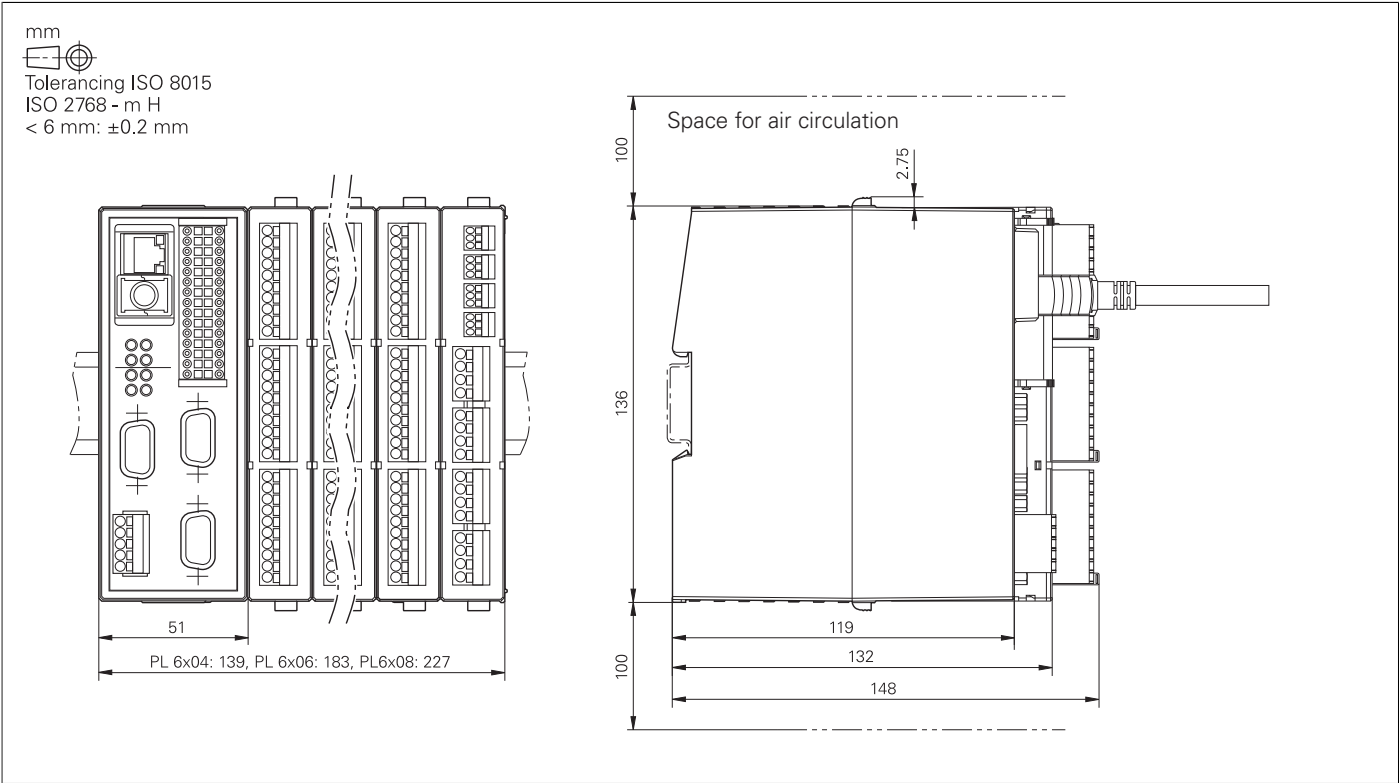 mm
Tolerancing ISO 8015
ISO 2768 - m H
< 6 mm: ±0.2 mm
Space for air circulation
100
2.75
136
51
PL 6x04: 139, PL 6x06: 183, PL6x08: 227
119
132
148
100